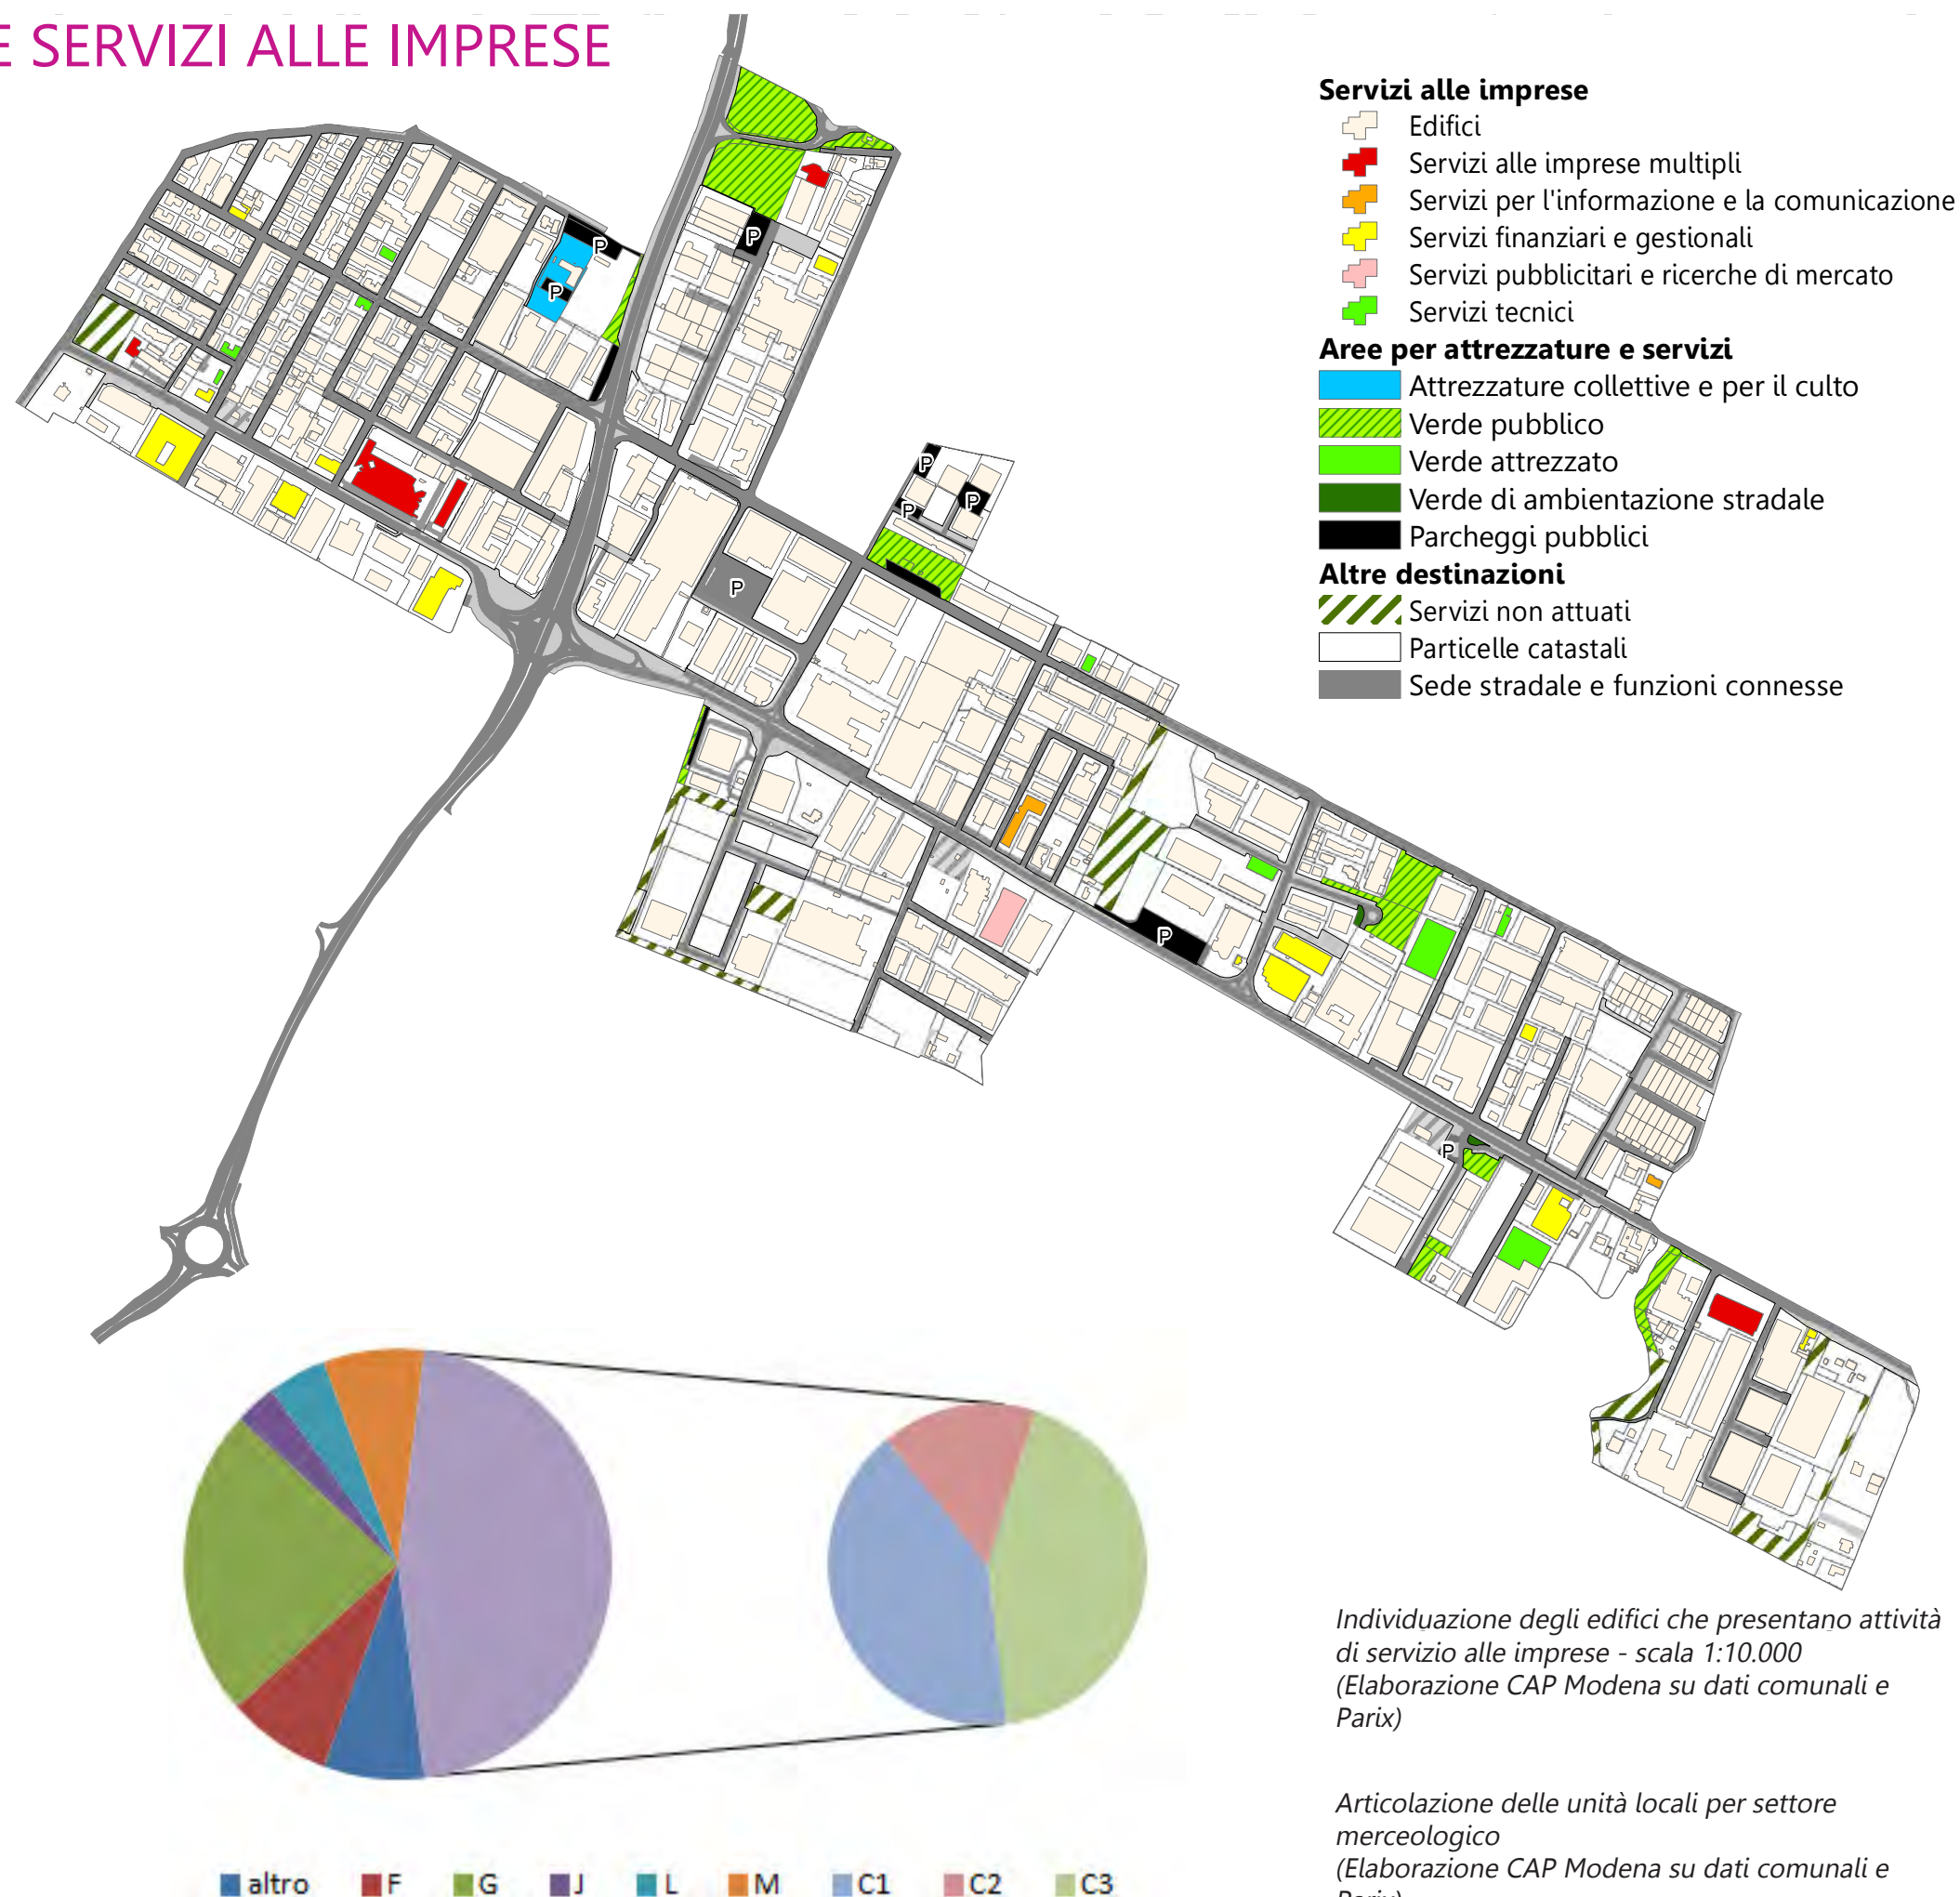 E SERVIZI ALLE IMPRESE
Servizi alle imprese
Edifici
Servizi alle imprese multipli
Servizi per l'informazione e la comunicazione
Servizi finanziari e gestionali
Servizi pubblicitari e ricerche di mercato
Servizi tecnici
Aree per attrezzature e servizi
Attrezzature collettive e per il culto
Verde pubblico
Verde attrezzato
Verde di ambientazione stradale
Parcheggi pubblici
Altre destinazioni
Servizi non attuati
Particelle catastali
Sede stradale e funzioni connesse
P
P
P
P
P
P
P
P
P
Individuazione degli edifici che presentano attività
di servizio alle imprese - scala 1:10.000
(Elaborazione CAP Modena su dati comunali e
Parix)
Articolazione delle unità locali per settore
merceologico
(Elaborazione CAP Modena su dati comunali e
Parix)
altro F G J L M C1 C2 C3